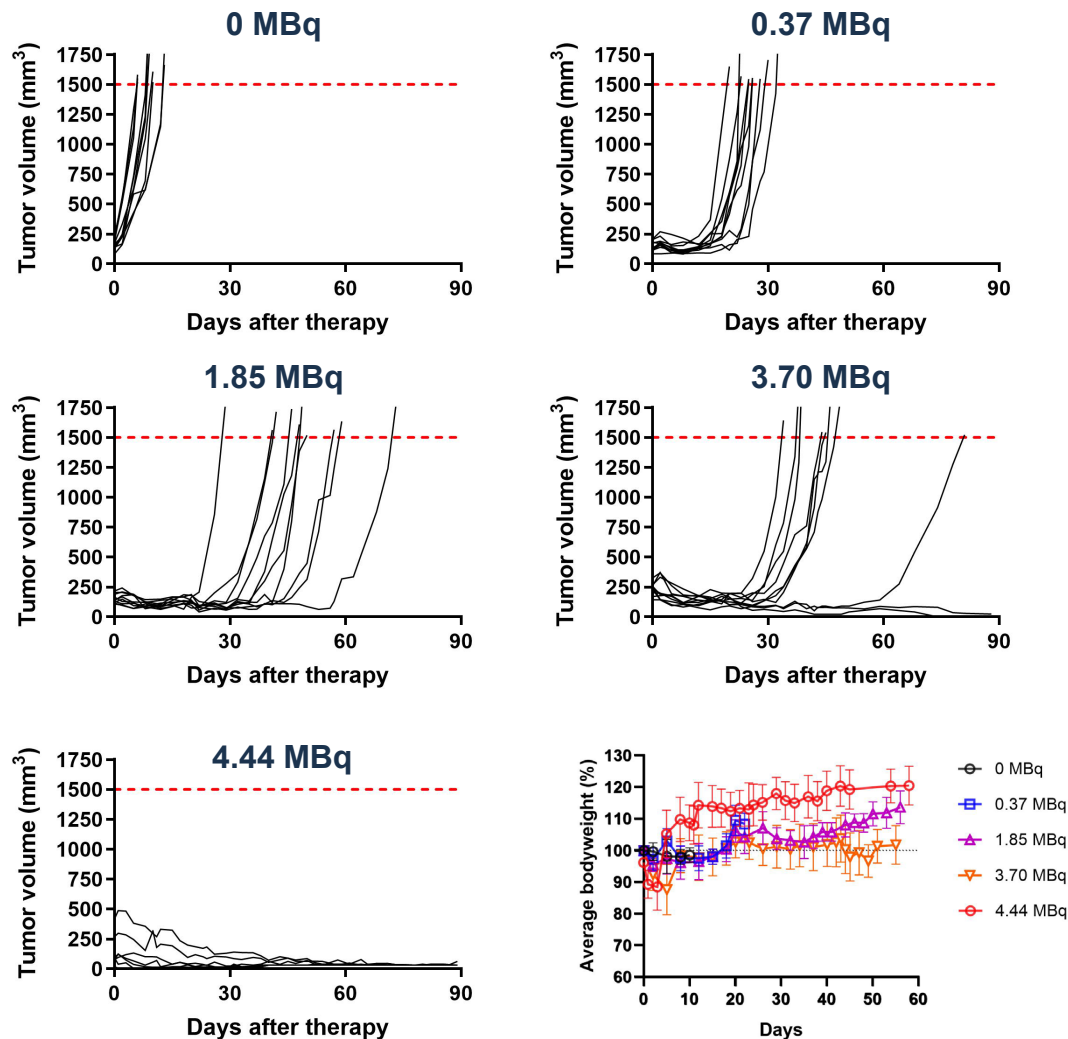 0 MBq
Tumor volume (mm³)
1750
1500
1250
1000
750
500
250
0
0 30 60 90
Days after therapy
0.37 MBq
Tumor volume (mm³)
1750
1500
1250
1000
750
500
250
0
0 30 60 90
Days after therapy
1.85 MBq
Tumor volume (mm³)
1750
1500
1250
1000
750
500
250
0
0 30 60 90
Days after therapy
3.70 MBq
Tumor volume (mm³)
1750
1500
1250
1000
750
500
250
0
0 30 60 90
Days after therapy
4.44 MBq
Tumor volume (mm³)
1750
1500
1250
1000
750
500
250
0
0 30 60 90
Days after therapy
Average bodyweight (%)
130
120
110
100
90
80
70
60
0 10 20 30 40 50 60
Days
0 MBq
0.37 MBq
1.85 MBq
3.70 MBq
4.44 MBq